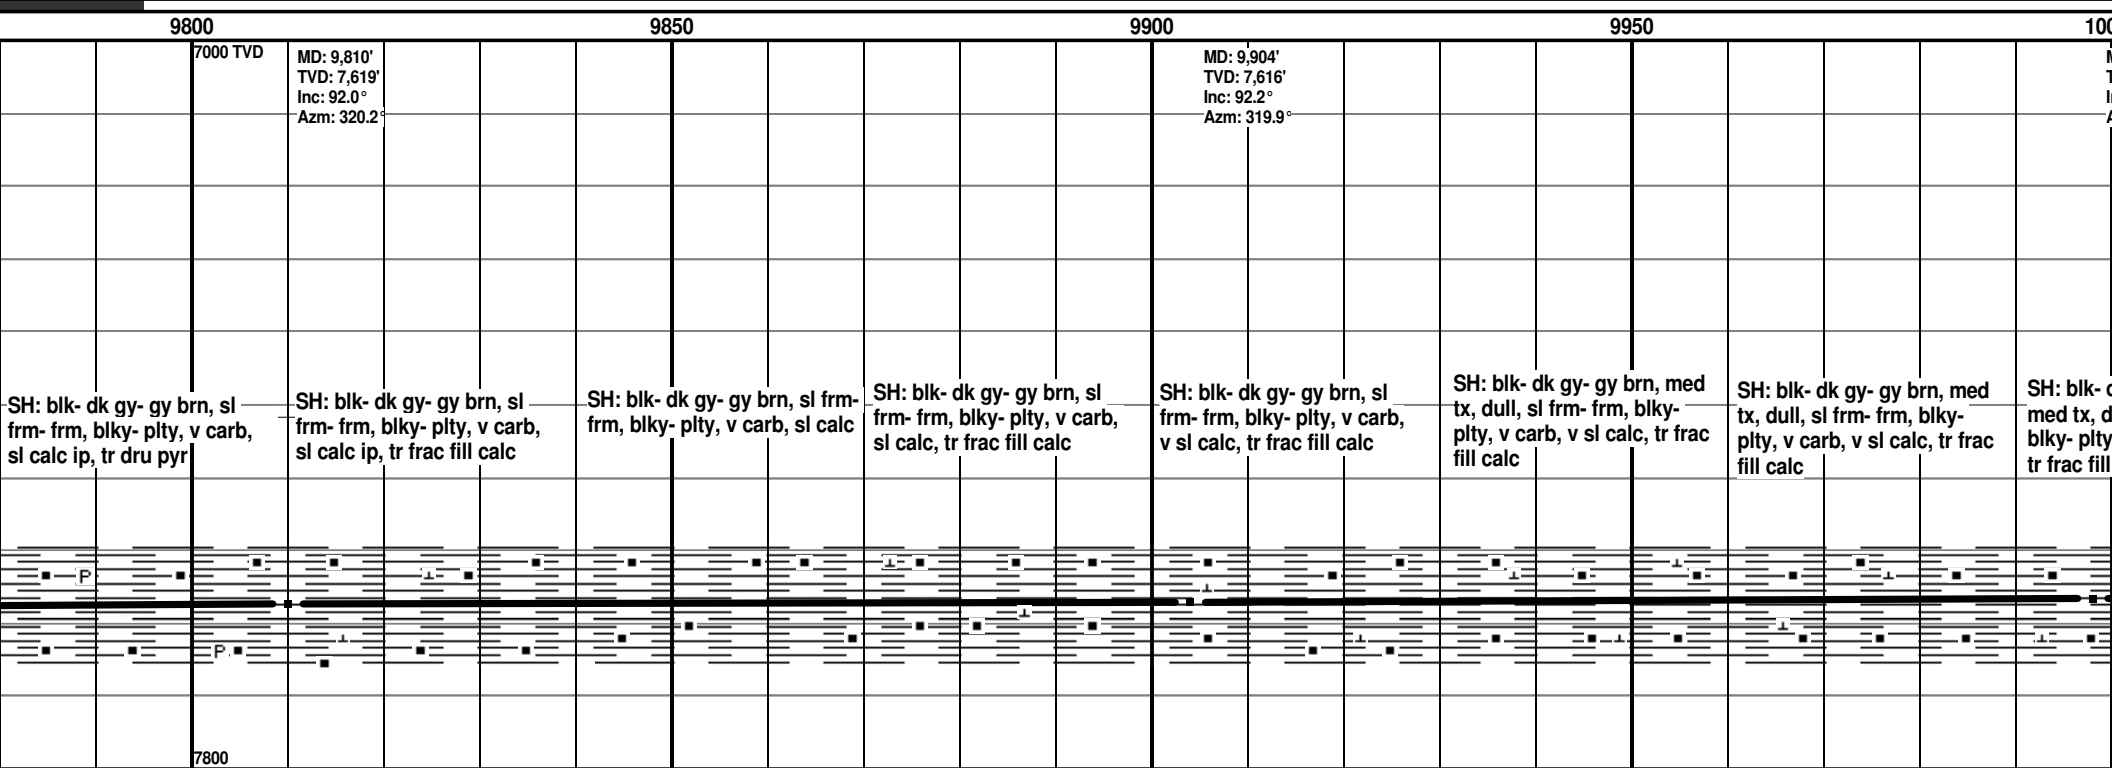 9800 9850 9900 9950
7000 TVD
MD: 9,810'
TVD: 7,619'
Inc: 92.0°
Azm: 320.2°
MD: 9,904'
TVD: 7,616'
Inc: 92.2°
Azm: 319.9°
SH: blk- dk gy- gy brn, sl
frm- frm, blky- plty, v carb,
sl calc ip, tr dru pyr
SH: blk- dk gy- gy brn, sl
frm- frm, blky- plty, v carb,
sl calc ip, tr frac fill calc
SH: blk- dk gy- gy brn, sl frm-
frm, blky- plty, v carb, sl calc
SH: blk- dk gy- gy brn, sl
frm- frm, blky- plty, v carb,
sl calc, tr frac fill calc
SH: blk- dk gy- gy brn, sl
frm- frm, blky- plty, v carb,
v sl calc, tr frac fill calc
SH: blk- dk gy- gy brn, med
tx, dull, sl frm- frm, blky-
plty, v carb, v sl calc, tr frac
fill calc
SH: blk- dk gy- gy brn, med
tx, dull, sl frm- frm, blky-
plty, v carb, v sl calc, tr frac
fill calc
SH: blk-
med tx,
blky- plty
tr frac fill
P
P
7800